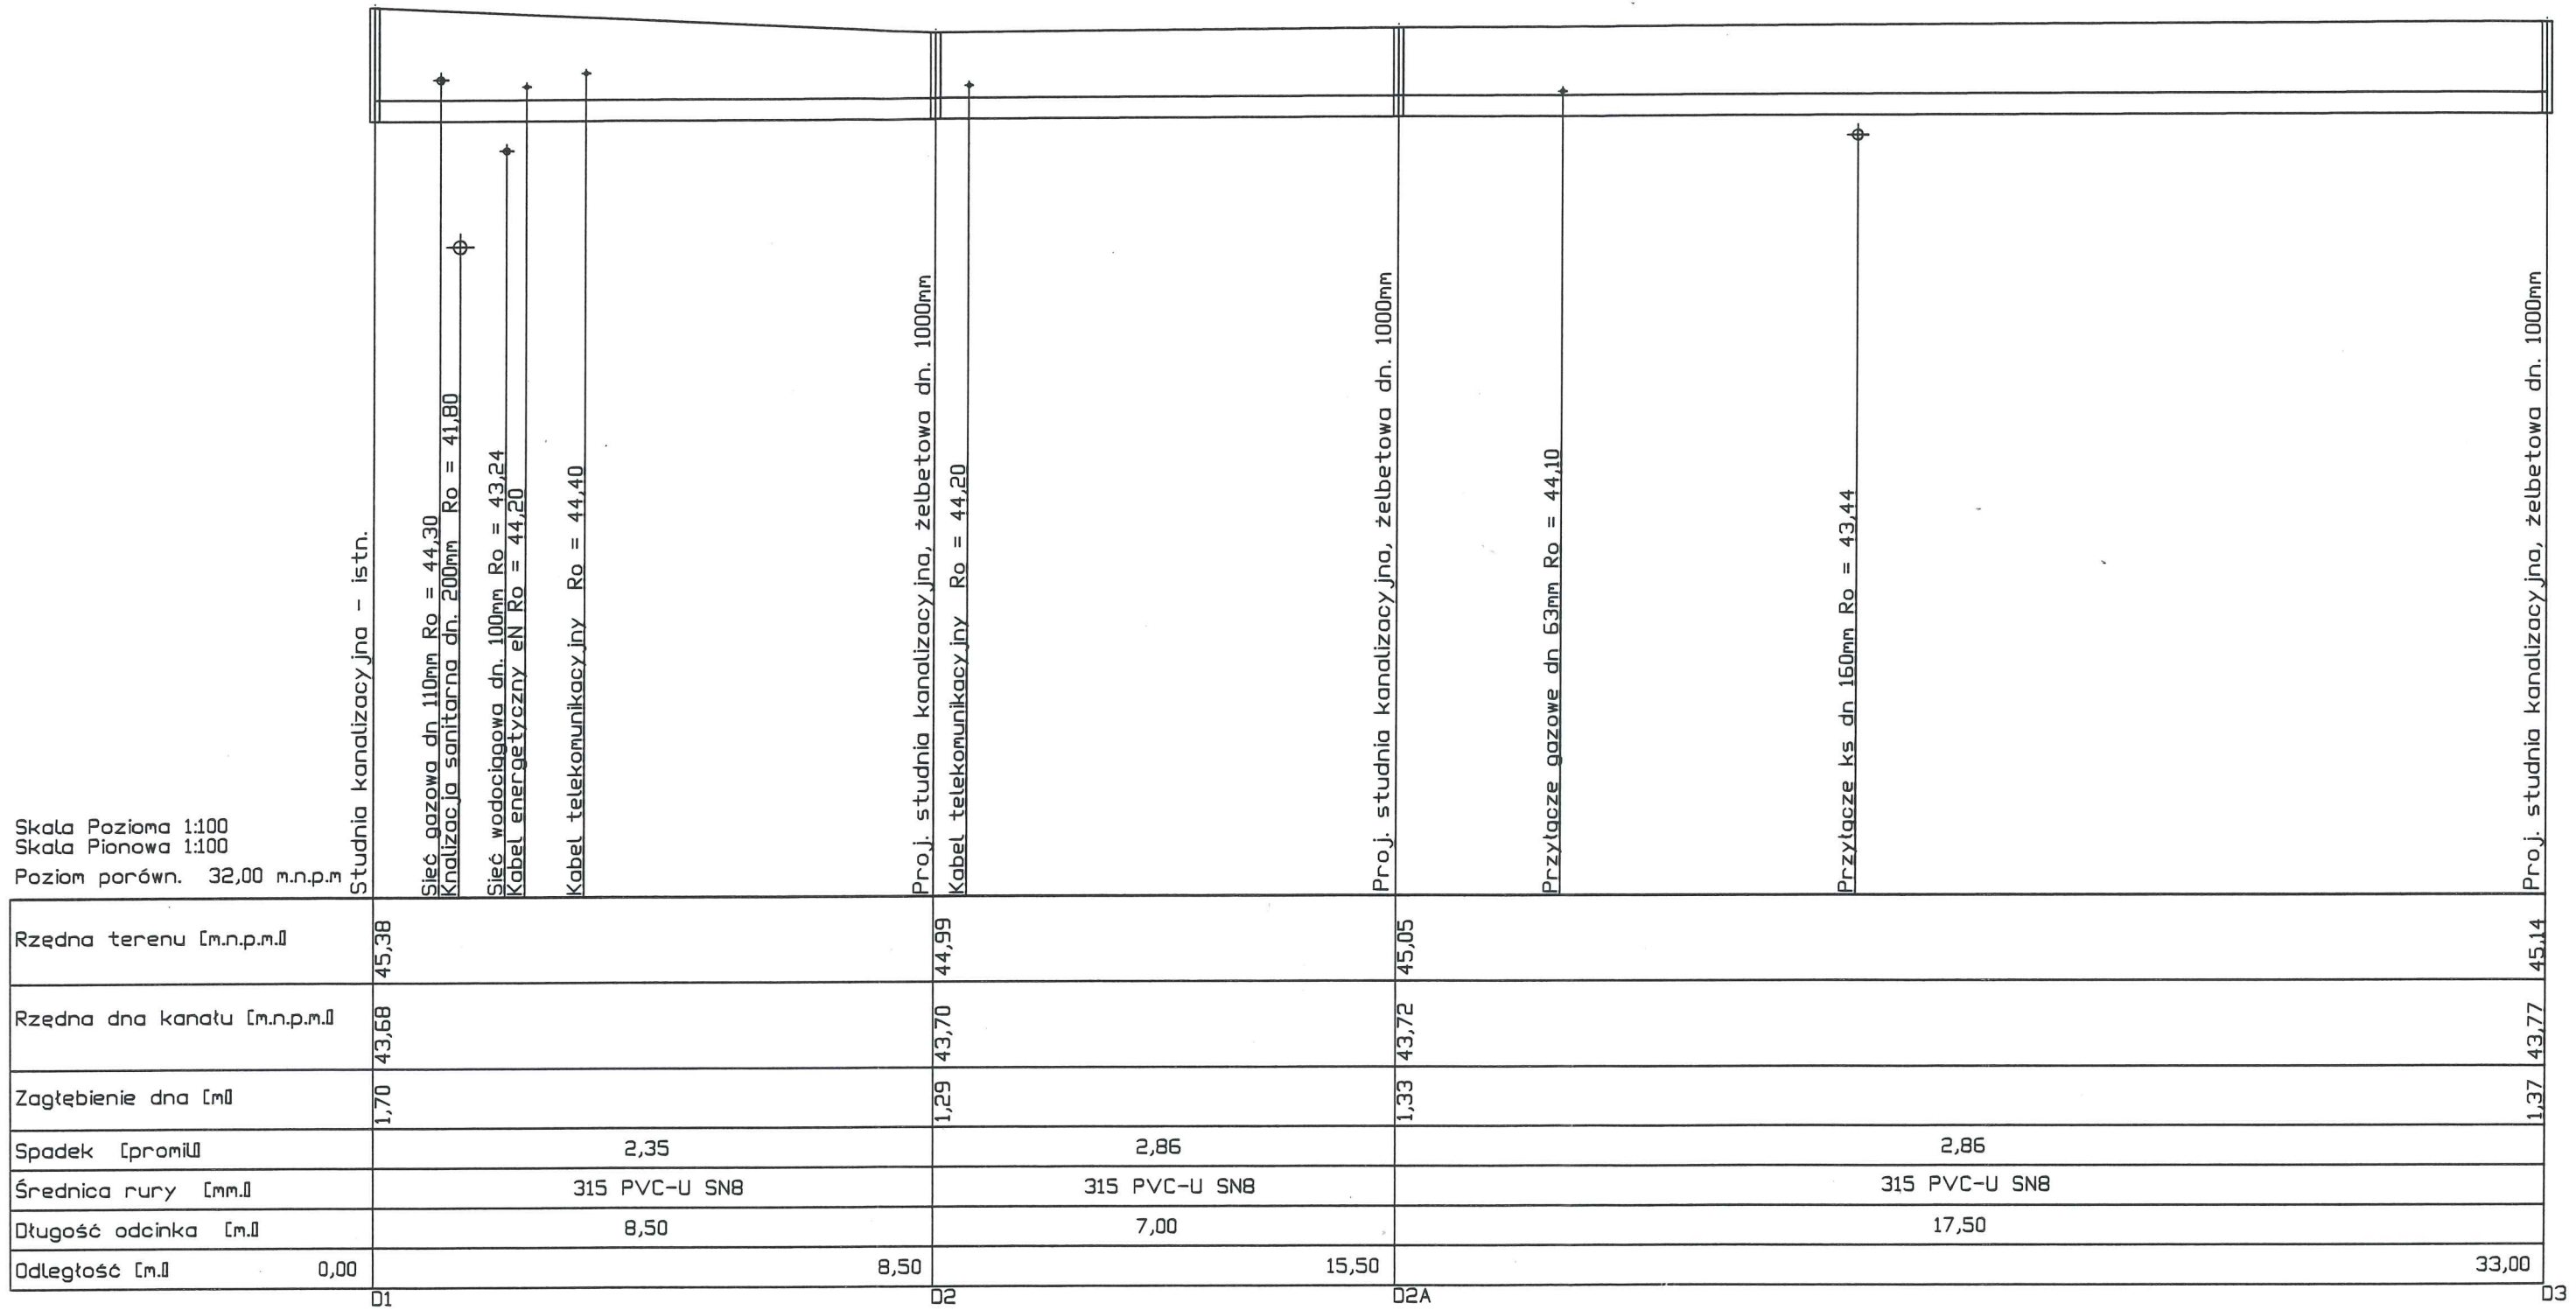 Studnia kanalizacyjna - istn.
Sieć gazowa dn 110mm Ro = 44,30
Knalizacja sanitarna dn. 200mm Ro = 41,80
Sieć wodociągowa dn. 100mm Ro = 43,24
Kabel energetyczny eN Ro = 44,20
Kabel telekomunikacyjny Ro = 44,40
Proj. studnia kanalizacyjna, żelbetowa dn. 1000mm
Kabel telekomunikacyjny Ro = 44,20
Proj. studnia kanalizacyjna, żelbetowa dn. 1000mm
Przyłącze gazowe dn 63mm Ro = 44,10
Przyłącze ks dn 160mm Ro = 43,44
Proj. studnia kanalizacyjna, żelbetowa dn. 1000mm
Skala Pozioma 1:100
Skala Pionowa 1:100
Poziom porówn. 32,00 m.n.p.m
Rzędna terenu [m.n.p.m.] 45,38 44,99 45,05 45,14
Rzędna dna kanału [m.n.p.m.] 43,68 43,70 43,72 43,77
Zagłębienie dna [m] 1,70 1,29 1,33 1,37
Spadek [promil] 2,35 2,86 2,86
Średnica rury [mm.] 315 PVC-U SN8 315 PVC-U SN8 315 PVC-U SN8
Długość odcinka [m.] 8,50 7,00 17,50
Odległość [m.] 0,00 8,50 15,50 33,00
D1 D2 D2A D3